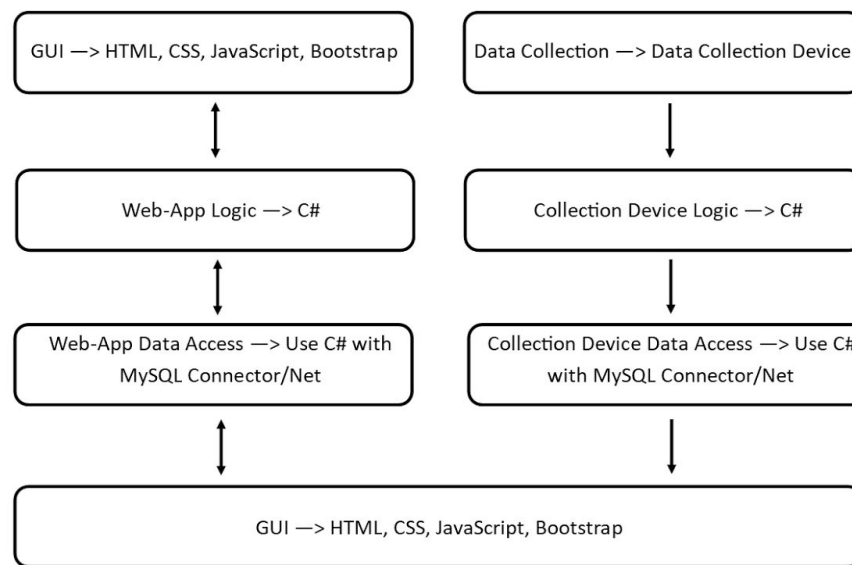 GUI —> HTML, CSS, JavaScript, Bootstrap
Data Collection —> Data Collection Device
Web-App Logic —> C#
Collection Device Logic —> C#
Web-App Data Access —> Use C# with
MySQL Connector/Net
Collection Device Data Access —> Use C#
with MySQL Connector/Net
GUI —> HTML, CSS, JavaScript, Bootstrap